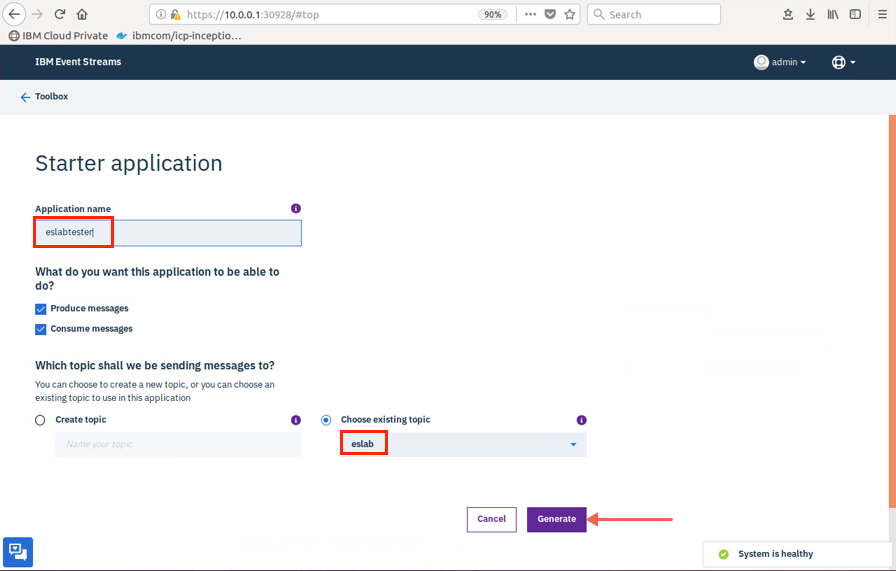 https://10.0.0.1:30928/#top
90%
Search
IBM Cloud Private
ibmcom/icp-inceptio…
IBM Event Streams
admin
Toolbox
Starter application
Application name
eslabtester
What do you want this application to be able to
do?
Produce messages
Consume messages
Which topic shall we be sending messages to?
You can choose to create a new topic, or you can choose an
existing topic to use in this application
Create topic
Choose existing topic
Name your topic
eslab
Cancel
Generate
System is healthy